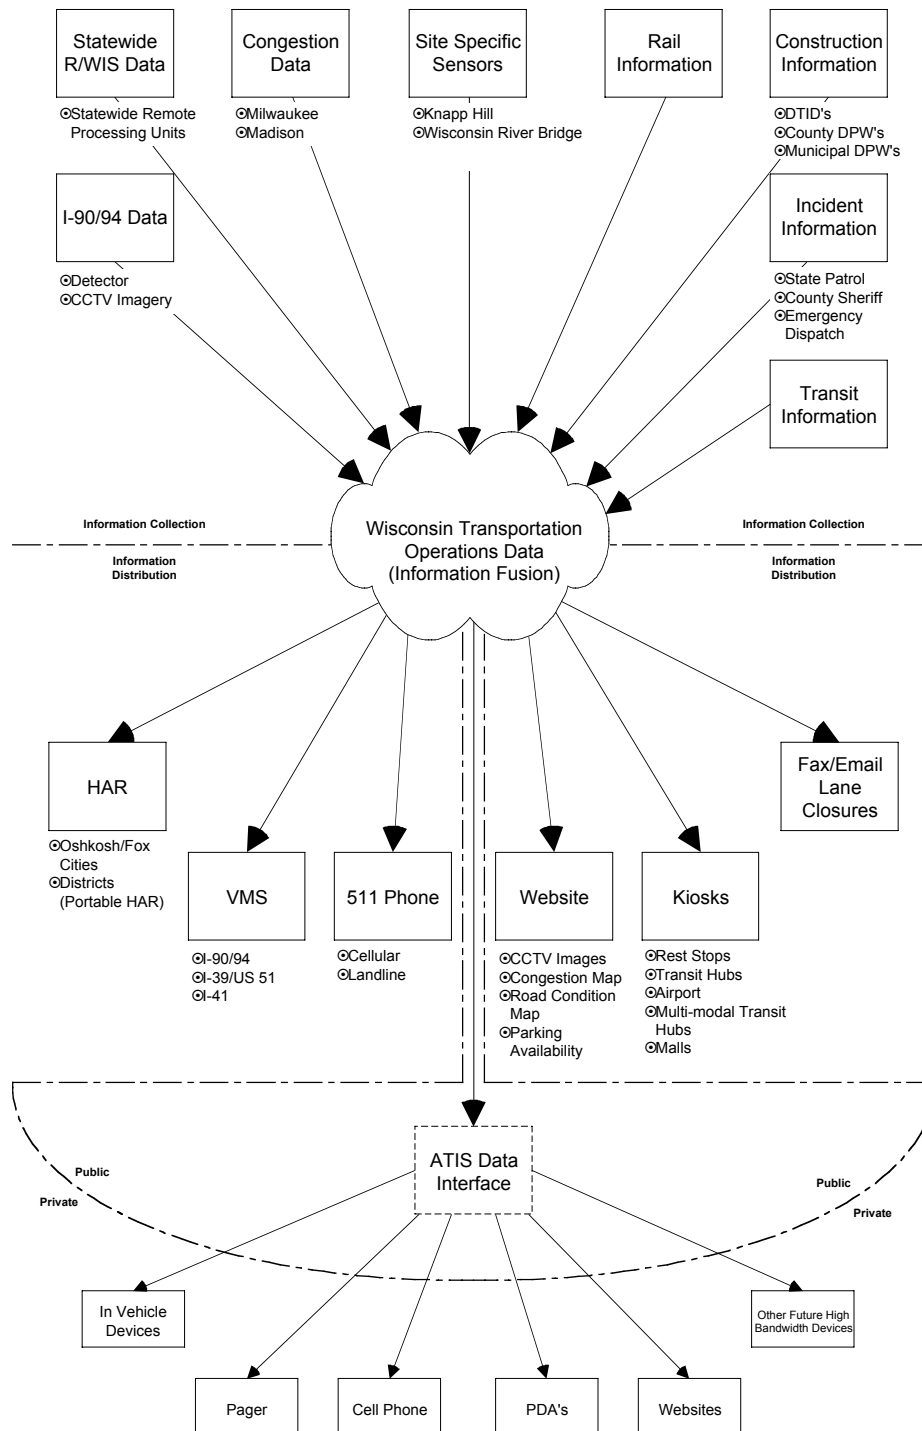 Statewide
R/WIS Data
Congestion
Data
Site Specific
Sensors
Rail
Information
Construction
Information
⦿Statewide Remote
Processing Units
⦿Milwaukee
⦿Madison
⦿Knapp Hill
⦿Wisconsin River Bridge
⦿DTID's
⦿County DPW's
⦿Municipal DPW's
I-90/94 Data
Incident
Information
⦿Detector
⦿CCTV Imagery
⦿State Patrol
⦿County Sheriff
⦿Emergency
Dispatch
Transit
Information
Information Collection
Information Collection
Wisconsin Transportation
Operations Data
(Information Fusion)
Information
Distribution
Information
Distribution
HAR
Fax/Email
Lane
Closures
⦿Oshkosh/Fox
Cities
⦿Districts
(Portable HAR)
VMS
511 Phone
Website
Kiosks
⦿I-90/94
⦿I-39/US 51
⦿I-41
⦿Cellular
⦿Landline
⦿CCTV Images
⦿Congestion Map
⦿Road Condition
Map
⦿Parking
Availability
⦿Rest Stops
⦿Transit Hubs
⦿Airport
⦿Multi-modal Transit
Hubs
⦿Malls
ATIS Data
Interface
Public
Private
Public
Private
In Vehicle
Devices
Other Future High
Bandwidth Devices
Pager
Cell Phone
PDA's
Websites